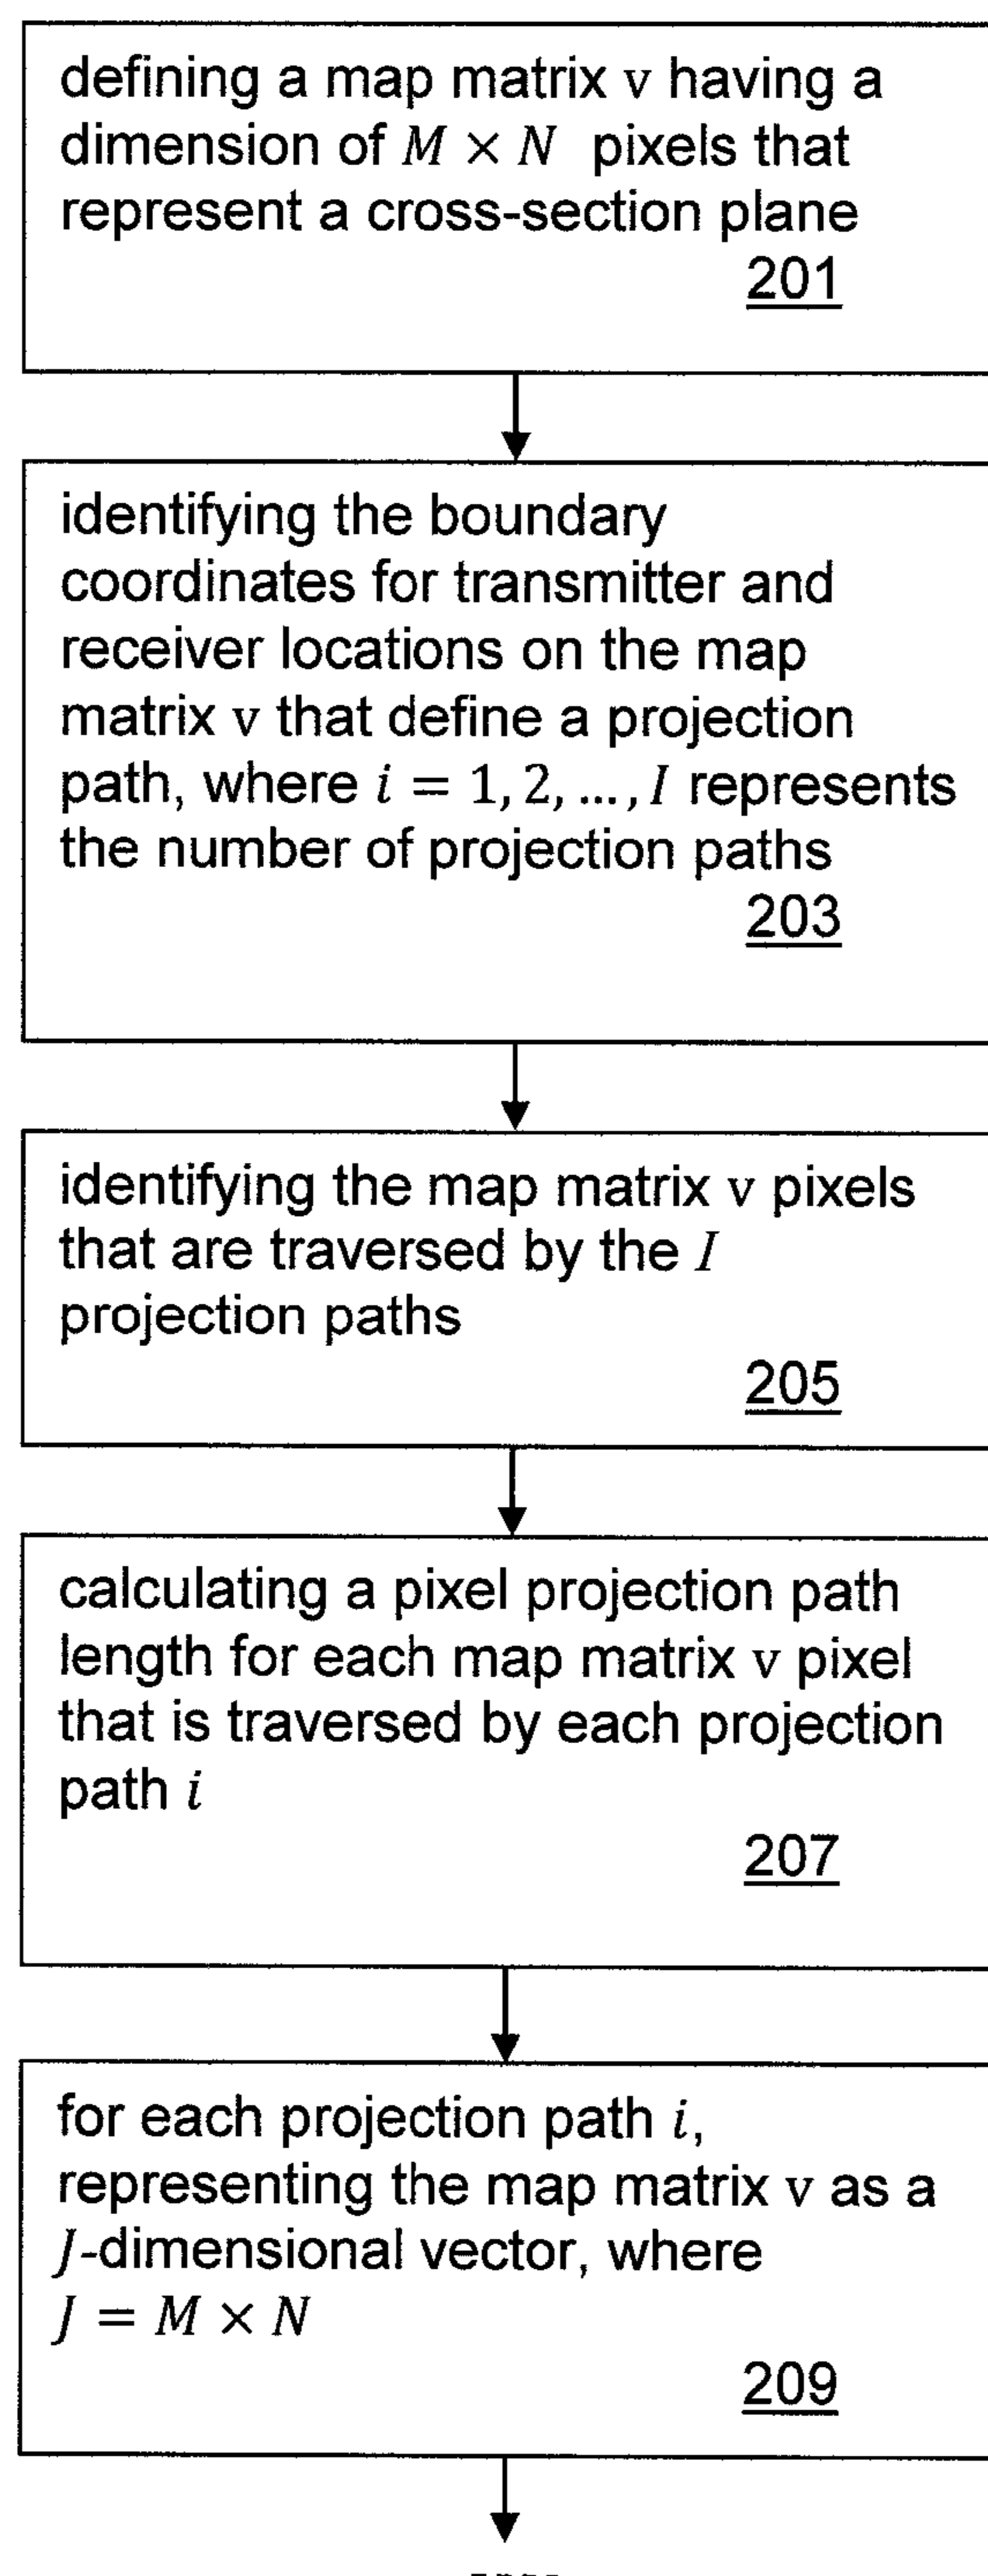 defining a map matrix v having a
dimension of M × N pixels that
represent a cross-section plane
201
identifying the boundary
coordinates for transmitter and
receiver locations on the map
matrix v that define a projection
path, where i = 1, 2, …, I represents
the number of projection paths
203
identifying the map matrix v pixels
that are traversed by the I
projection paths
205
calculating a pixel projection path
length for each map matrix v pixel
that is traversed by each projection
path i
207
for each projection path i,
representing the map matrix v as a
J-dimensional vector, where
J = M × N
209